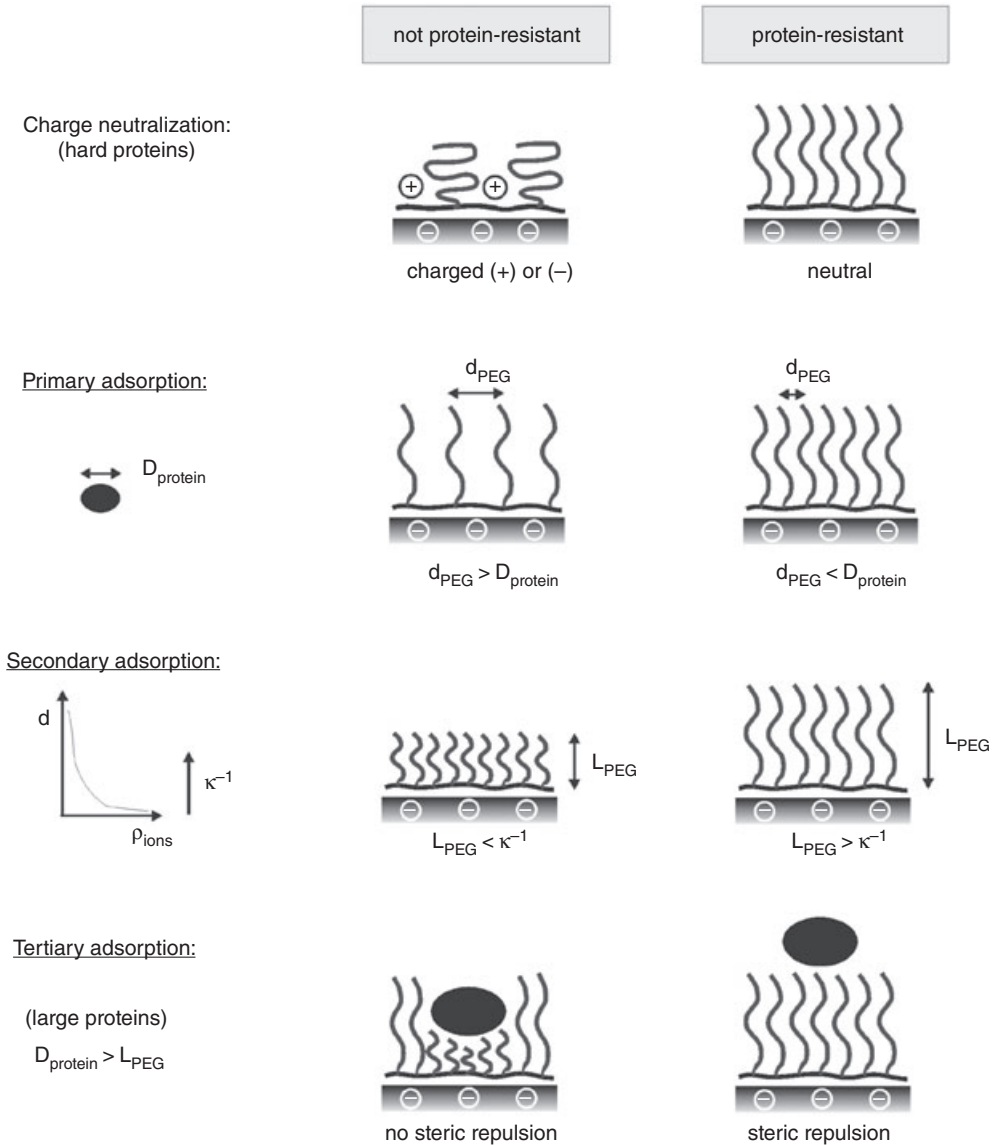 not protein-resistant
protein-resistant
Charge neutralization:
(hard proteins)
+ +
− − −
− − −
charged (+) or (–)
neutral
Primary adsorption:
d_PEG
d_PEG
D_protein
− − −
− − −
d_PEG > D_protein
d_PEG < D_protein
Secondary adsorption:
d
κ⁻¹
ρ_ions
L_PEG
L_PEG
− − −
− − −
L_PEG < κ⁻¹
L_PEG > κ⁻¹
Tertiary adsorption:
(large proteins)
D_protein > L_PEG
− − −
− − −
no steric repulsion
steric repulsion